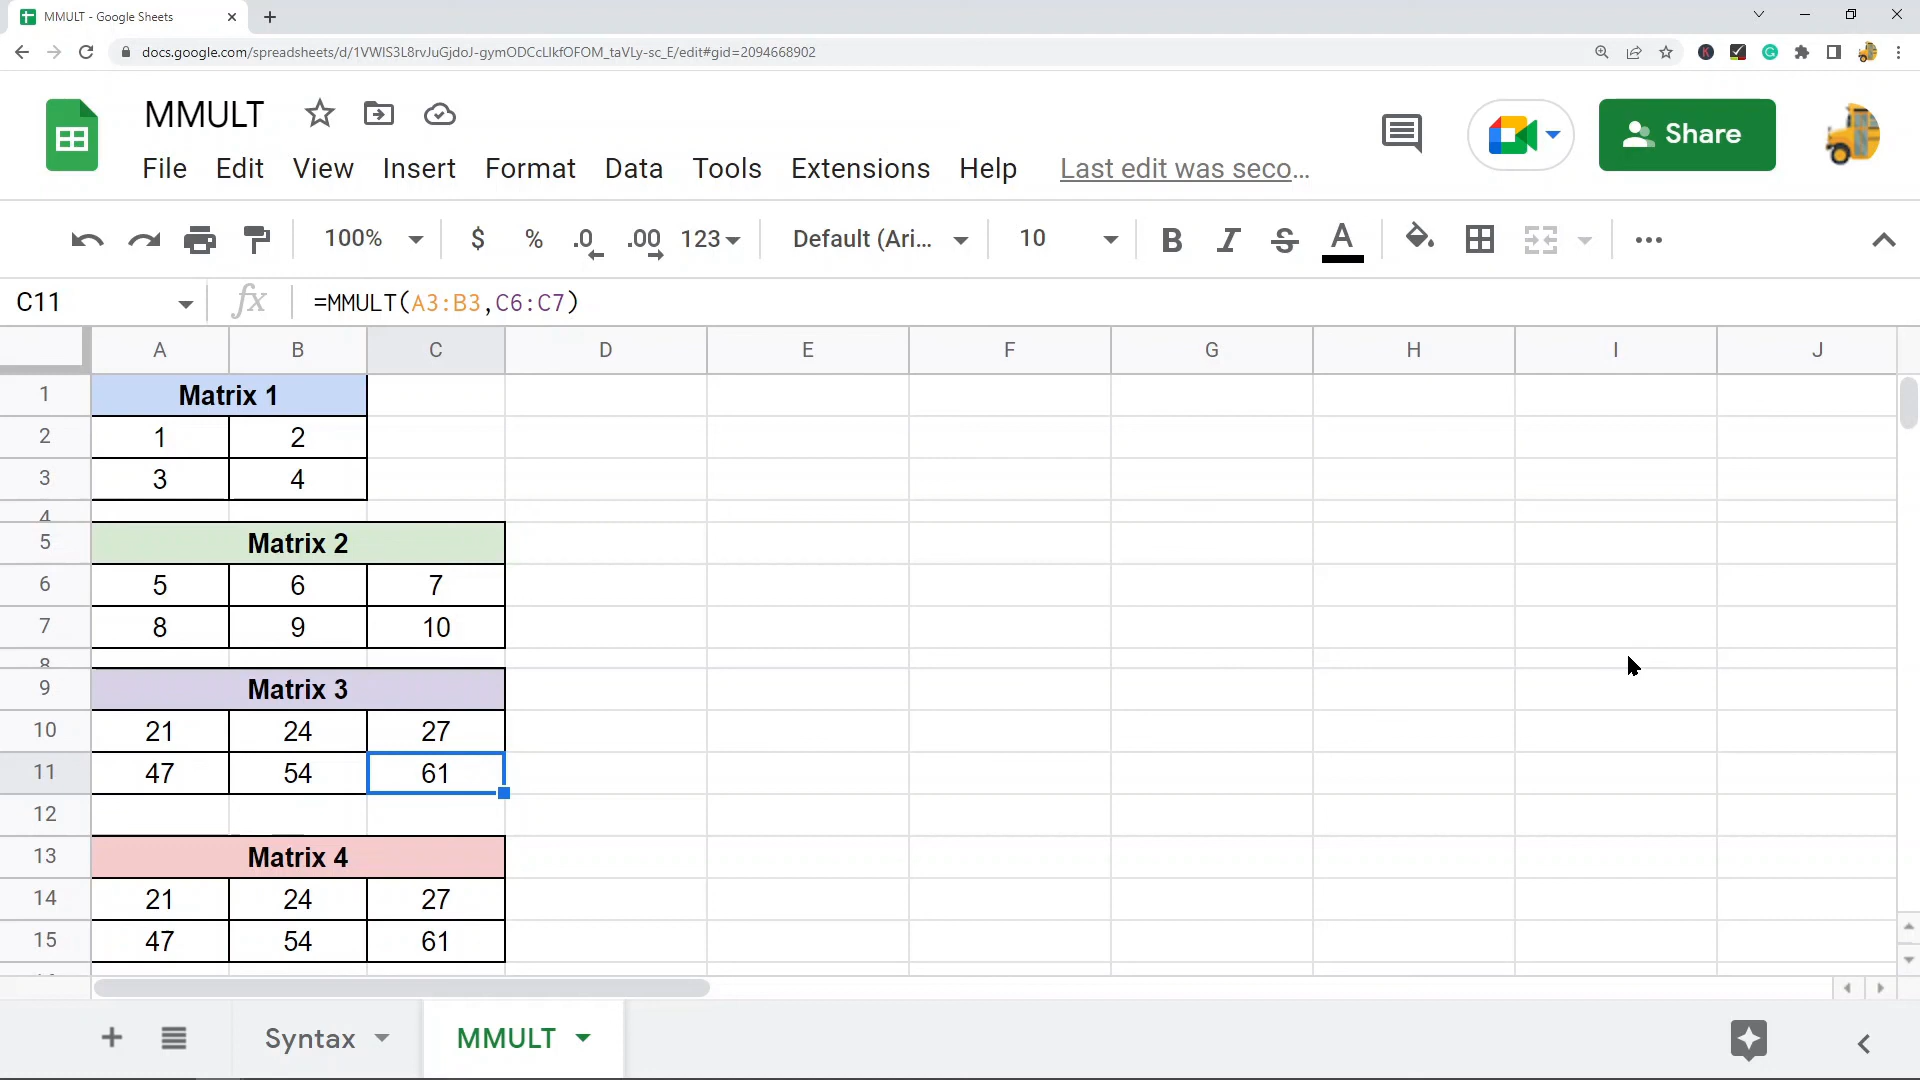 MMULT - Google Sheets
docs.google.com/spreadsheets/d/1VWIS3L8rvJuGjdoJ-gymODCcLIkfOFOM_taVLy-sc_E/edit#gid=2094668902
MMULT
Share
File Edit View Insert Format Data Tools Extensions Help Last edit was seco...
100% $ % .0 .00 123 Default (Ari... 10 B I S A
C11 fx =MMULT(A3:B3,C6:C7)
A B C D E F G H I J
1 Matrix 1
2 1 2
3 3 4
4
5 Matrix 2
6 5 6 7
7 8 9 10
8
9 Matrix 3
10 21 24 27
11 47 54 61
12
13 Matrix 4
14 21 24 27
15 47 54 61
Syntax MMULT